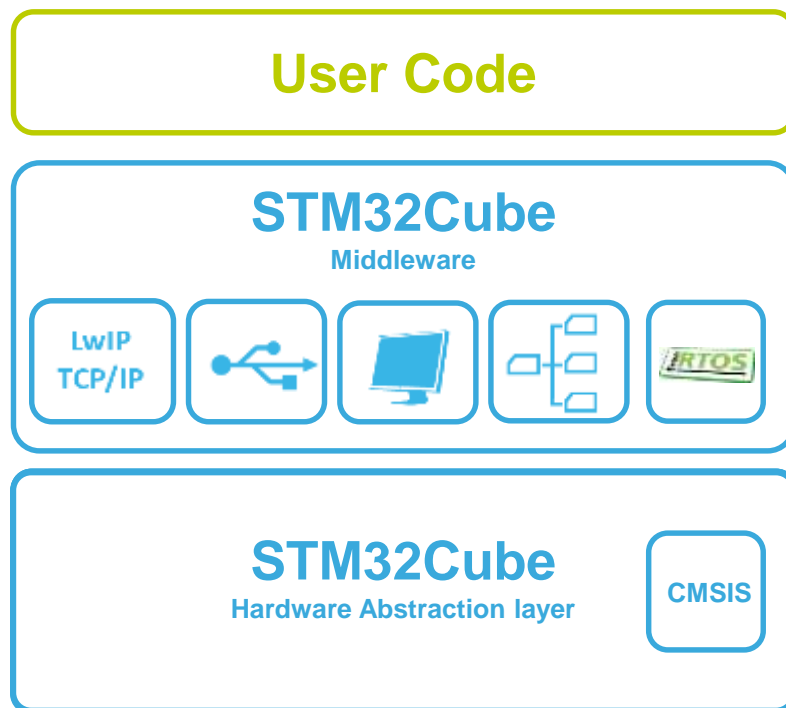 User Code
STM32Cube
Middleware
LwIP
TCP/IP
RTOS
STM32Cube
Hardware Abstraction layer
CMSIS